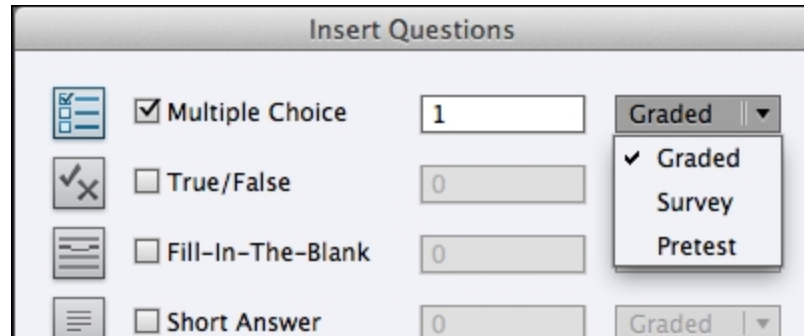 Insert Questions
Multiple Choice 1 Graded
Graded
True/False 0
Survey
Pretest
Fill-In-The-Blank 0
Short Answer 0 Graded